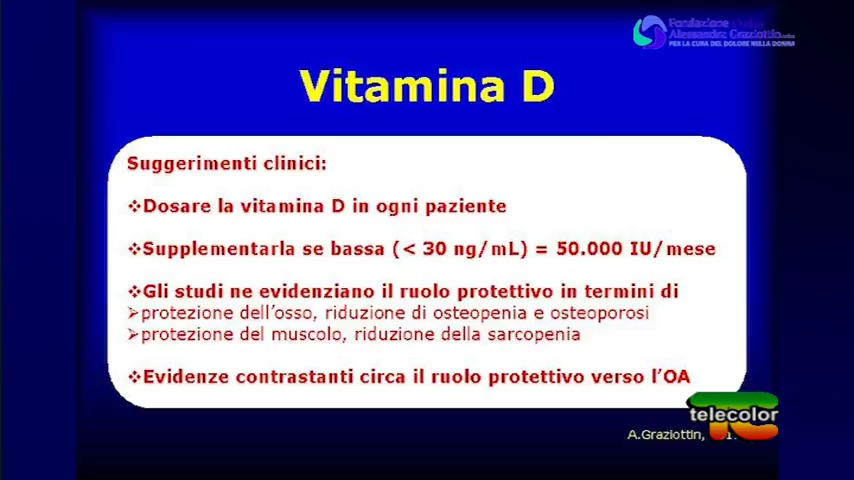 Fondazione Onlus
Alessandra Graziottin
PER LA CURA DEL DOLORE NELLA DONNA
Vitamina D
Suggerimenti clinici:
❖Dosare la vitamina D in ogni paziente
❖Supplementarla se bassa (< 30 ng/mL) = 50.000 IU/mese
❖Gli studi ne evidenziano il ruolo protettivo in termini di
➢protezione dell'osso, riduzione di osteopenia e osteoporosi
➢protezione del muscolo, riduzione della sarcopenia
❖Evidenze contrastanti circa il ruolo protettivo verso l'OA
telecolor
A.Graziottin,